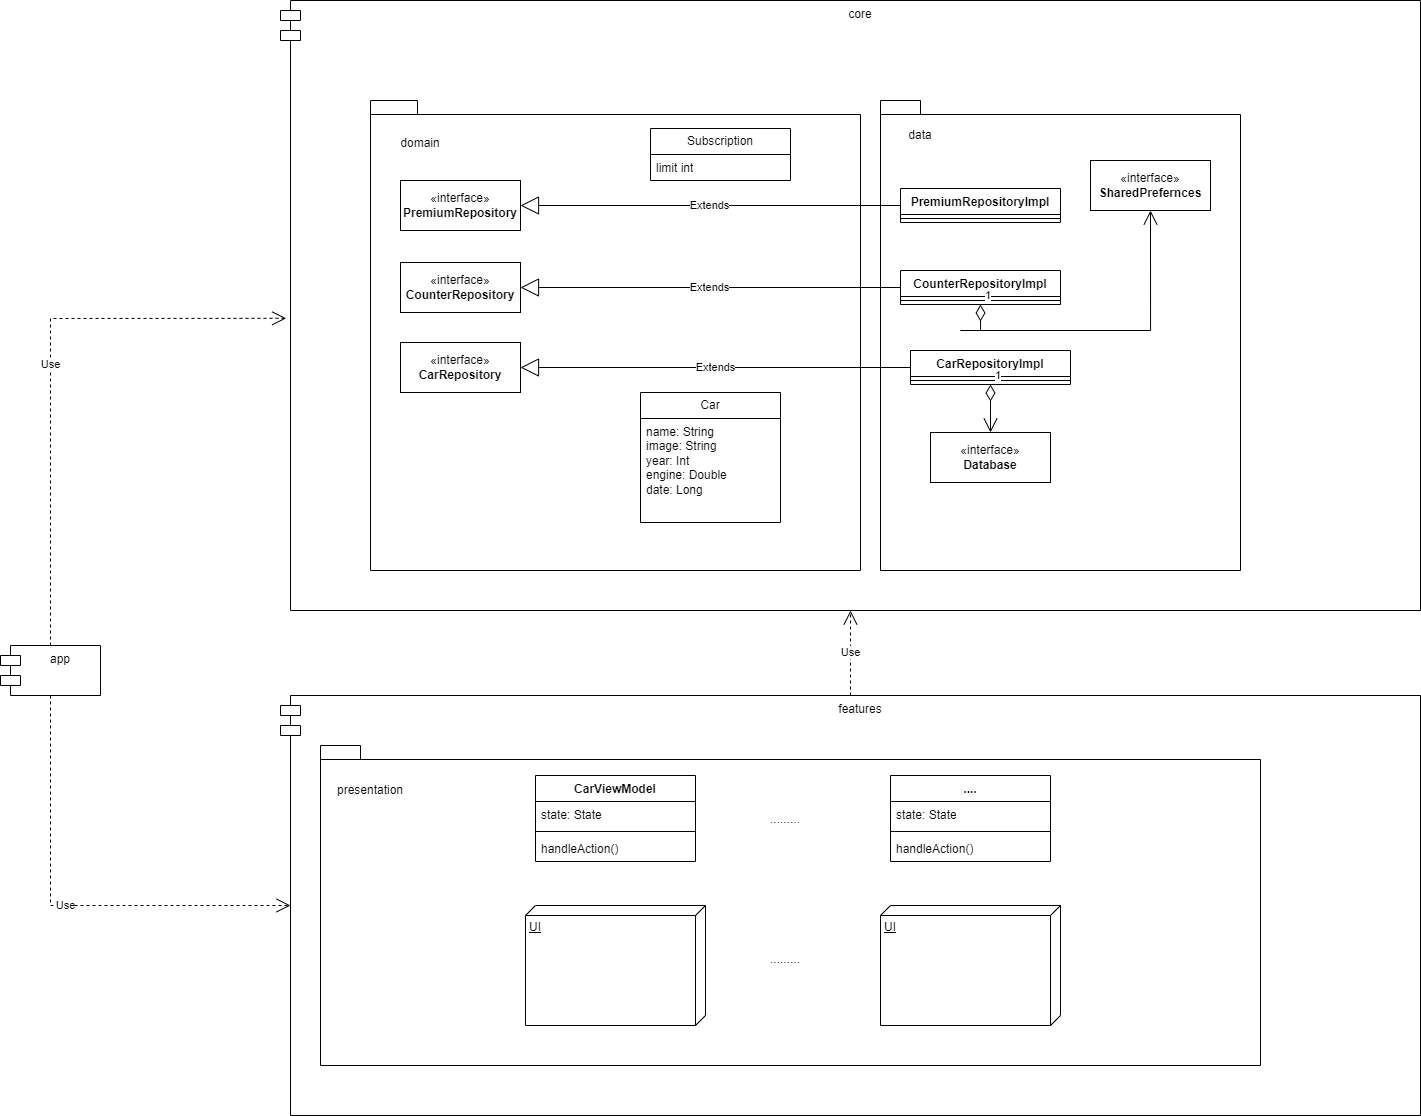 core
domain
Subscription
limit int
«interface»
PremiumRepository
Extends
«interface»
CounterRepository
Extends
«interface»
CarRepository
Extends
Car
name: String
image: String
year: Int
engine: Double
date: Long
data
«interface»
SharedPrefernces
PremiumRepositoryImpl
CounterRepositoryImpl
1
CarRepositoryImpl
1
«interface»
Database
Use
app
Use
Use
features
presentation
CarViewModel
state: State
handleAction()
.........
....
state: State
handleAction()
UI
.........
UI